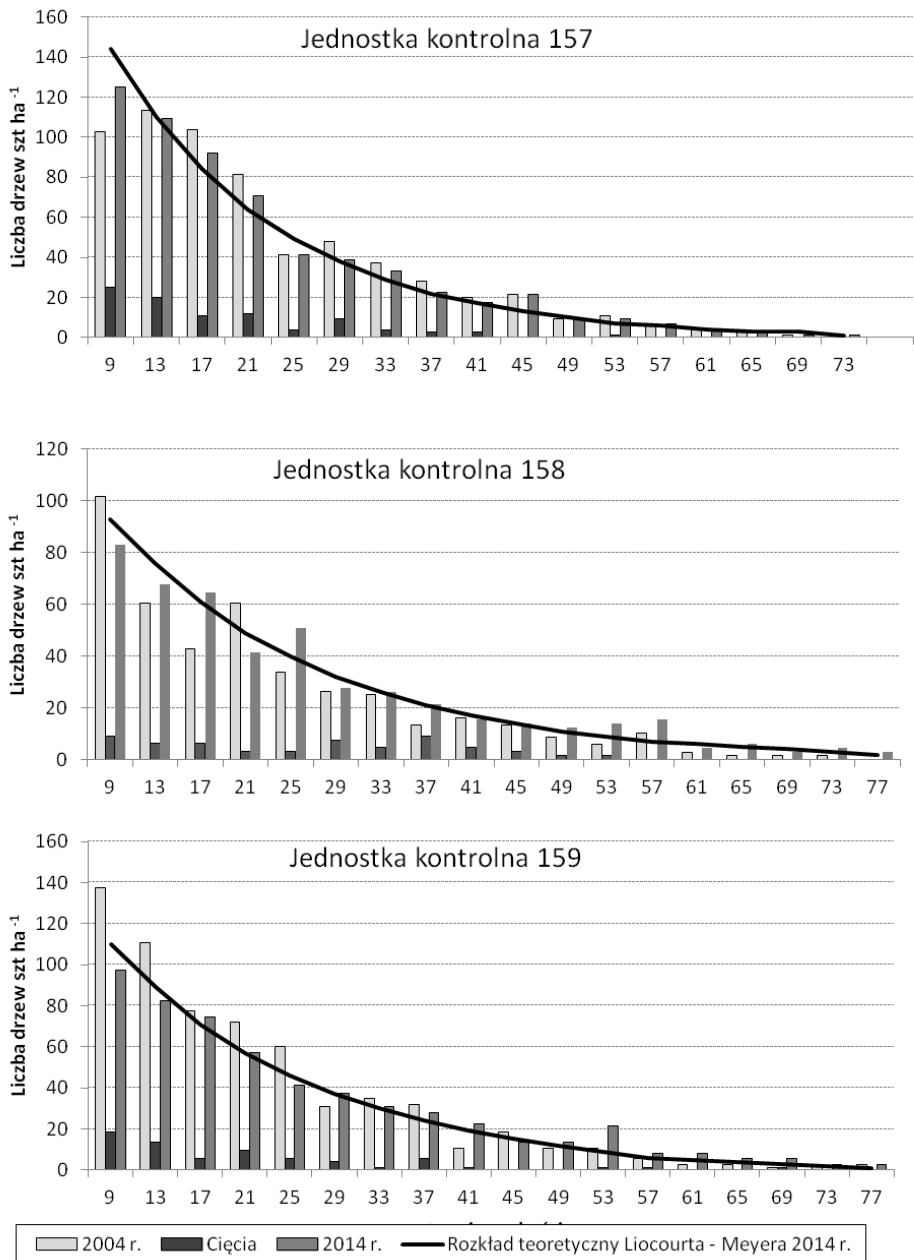 Jednostka kontrolna 157
Liczba drzew szt ha -1
160
140
120
100
80
60
40
20
0
9 13 17 21 25 29 33 37 41 45 49 53 57 61 65 69 73
Jednostka kontrolna 158
Liczba drzew szt ha -1
120
100
80
60
40
20
0
9 13 17 21 25 29 33 37 41 45 49 53 57 61 65 69 73 77
Jednostka kontrolna 159
Liczba drzew szt ha -1
160
140
120
100
80
60
40
20
0
9 13 17 21 25 29 33 37 41 45 49 53 57 61 65 69 73 77
2004 r. Cięcia 2014 r. Rozkład teoretyczny Liocourta - Meyera 2014 r.